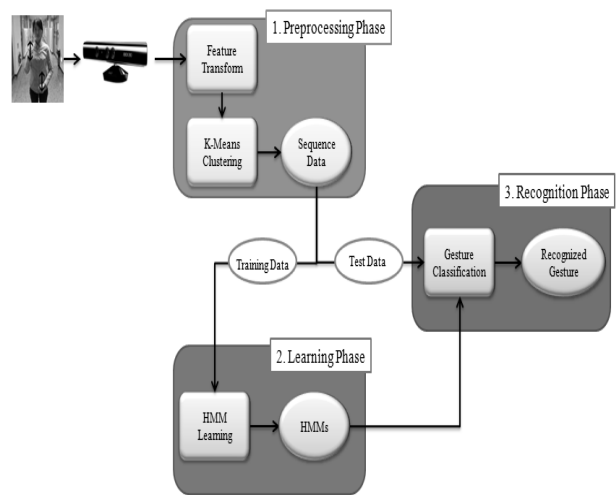 1. Preprocessing Phase
Feature
Transform
K-Means
Clustering
Sequence
Data
3. Recognition Phase
Training Data
Test Data
Gesture
Classification
Recognized
Gesture
2. Learning Phase
HMM
Learning
HMMs